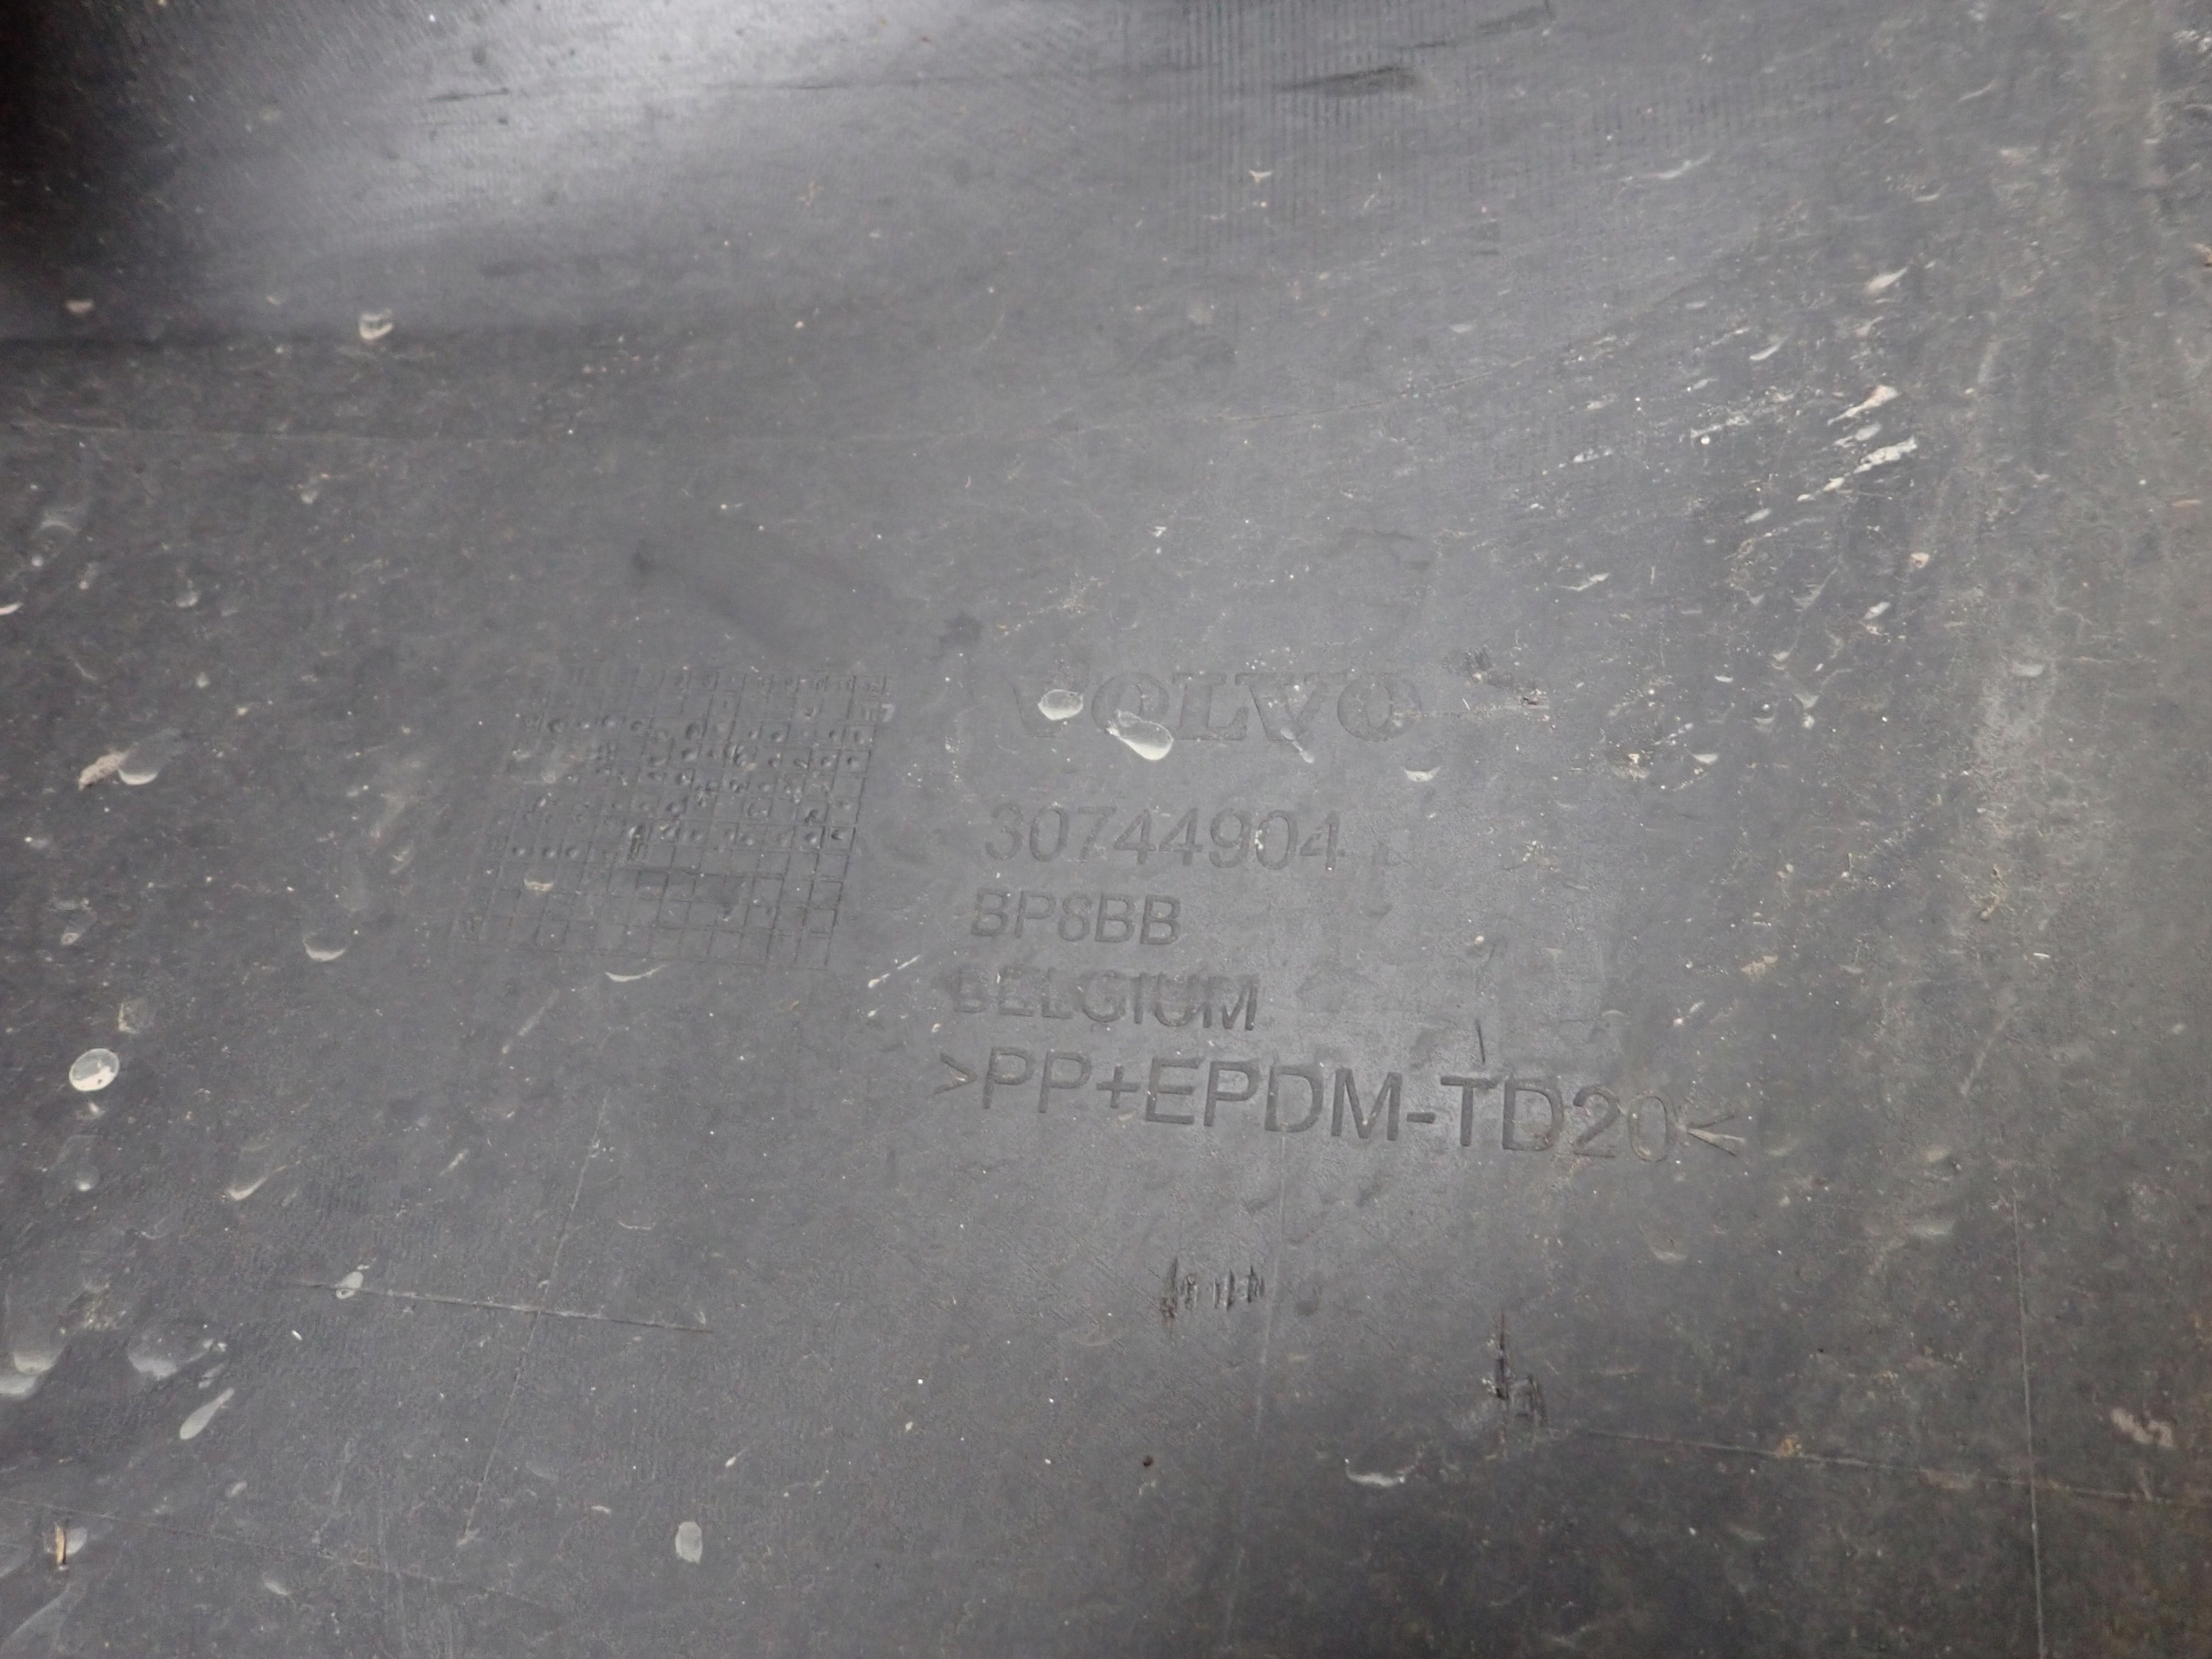 VOLVO
30744904
BP8BB
BELGIUM
>PP+EPDM-TD20<